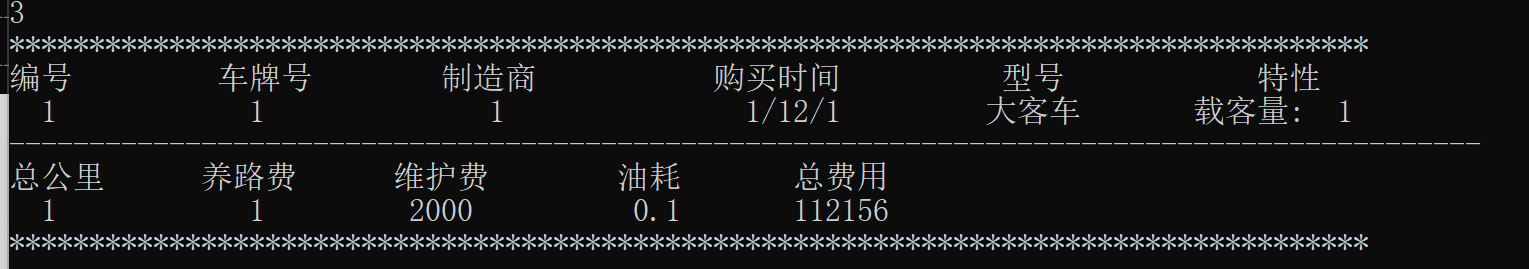 3
*************************************************************************************
编号 车牌号 制造商 购买时间 型号 特性
1 1 1 1/12/1 大客车 载客量: 1
--------------------------------------------------------------------------------------------
总公里 养路费 维护费 油耗 总费用
1 1 2000 0.1 112156
*************************************************************************************